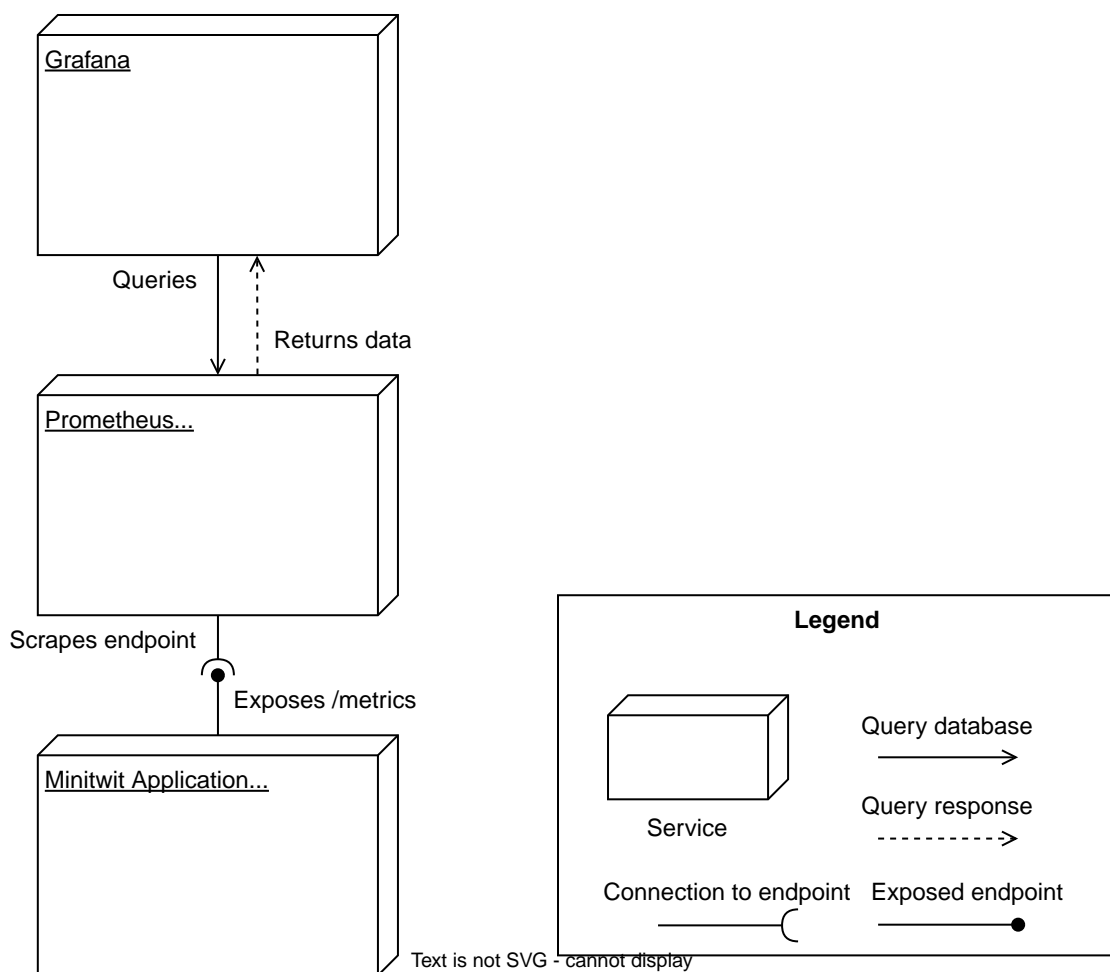 Grafana
Queries
Returns data
Prometheus...
Scrapes endpoint
Exposes /metrics
Minitwit Application...
Legend
Service
Query database
Query response
Connection to endpoint
Exposed endpoint
Text is not SVG - cannot display